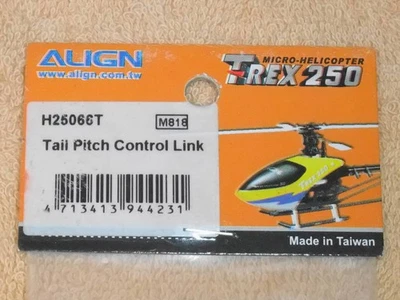 ALIGN
www.align.com.tw
MICRO-HELICOPTER
T-REX 250
H25066T M818
Tail Pitch Control Link
4 713413 944231
Made in Taiwan